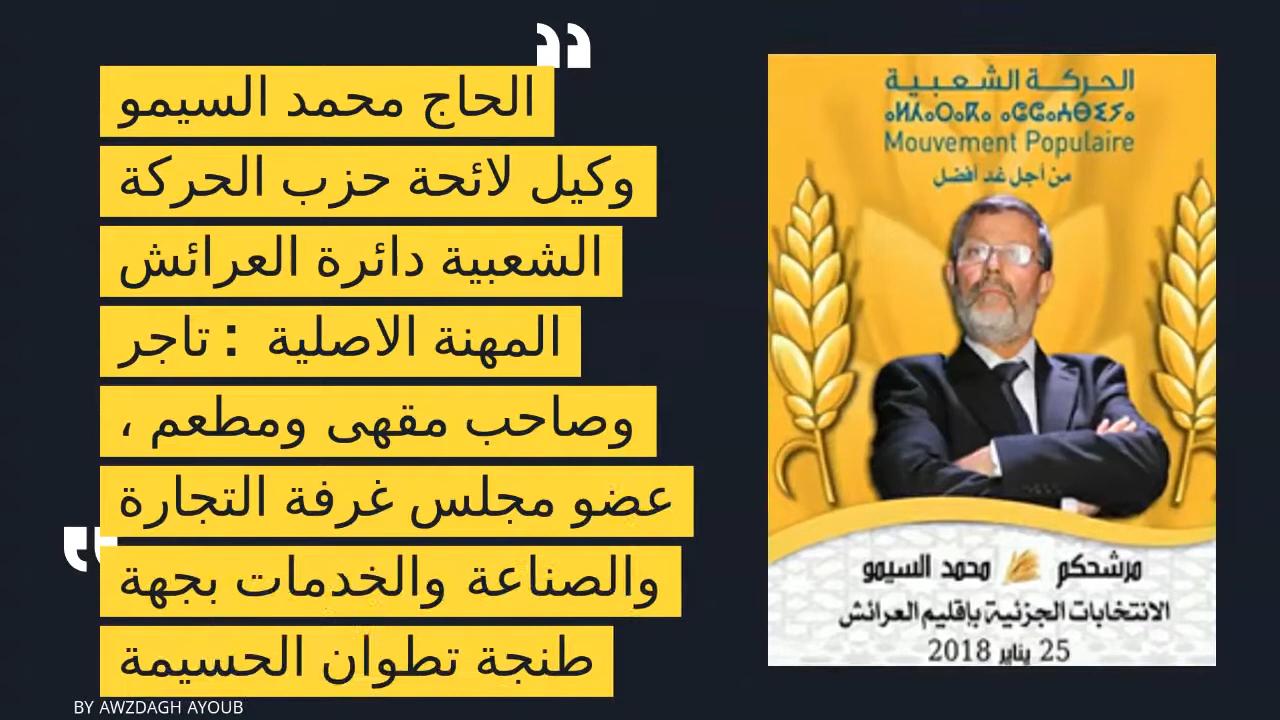 الحاج محمد السيمو
وكيل لائحة حزب الحركة
الشعبية دائرة العرائش
المهنة الاصلية : تاجر
وصاحب مقهى ومطعم ،
عضو مجلس غرفة التجارة
والصناعة والخدمات بجهة
طنجة تطوان الحسيمة
BY AWZDAGH AYOUB
الحركة الشعبية
ⴰⵍⵃⴰⵔⴰⴽⴰ ⴰⵛⵛⴰⵄⴱⵉⵢⴰ
Mouvement Populaire
من أجل غد أفضل
مرشحكم محمد السيمو
الانتخابات الجزئية بإقليم العرائش
25 يناير 2018